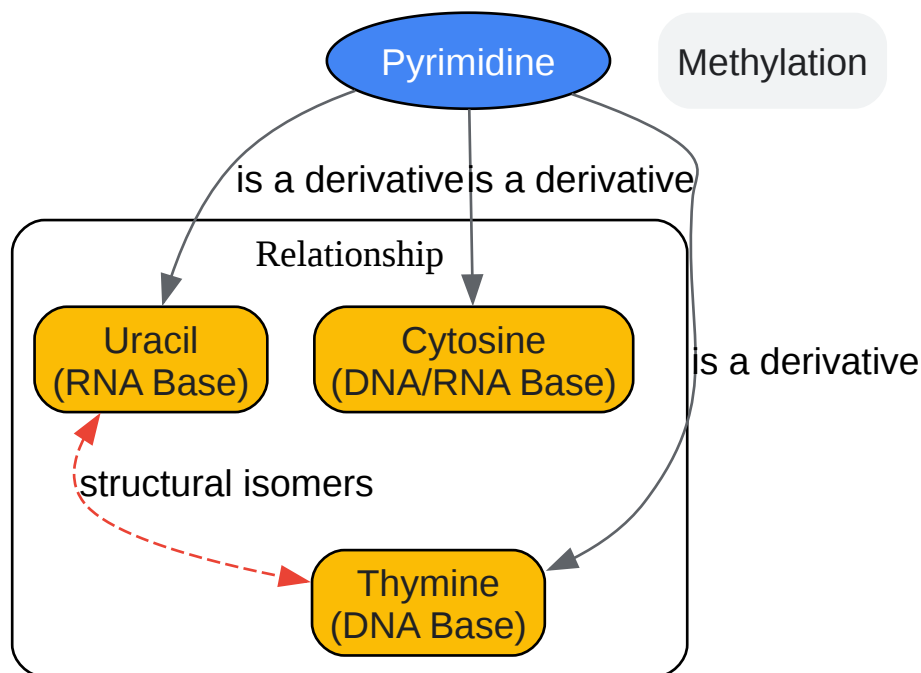 Pyrimidine
Methylation
is a derivative
is a derivative
Relationship
Uracil
(RNA Base)
Cytosine
(DNA/RNA Base)
is a derivative
structural isomers
Thymine
(DNA Base)